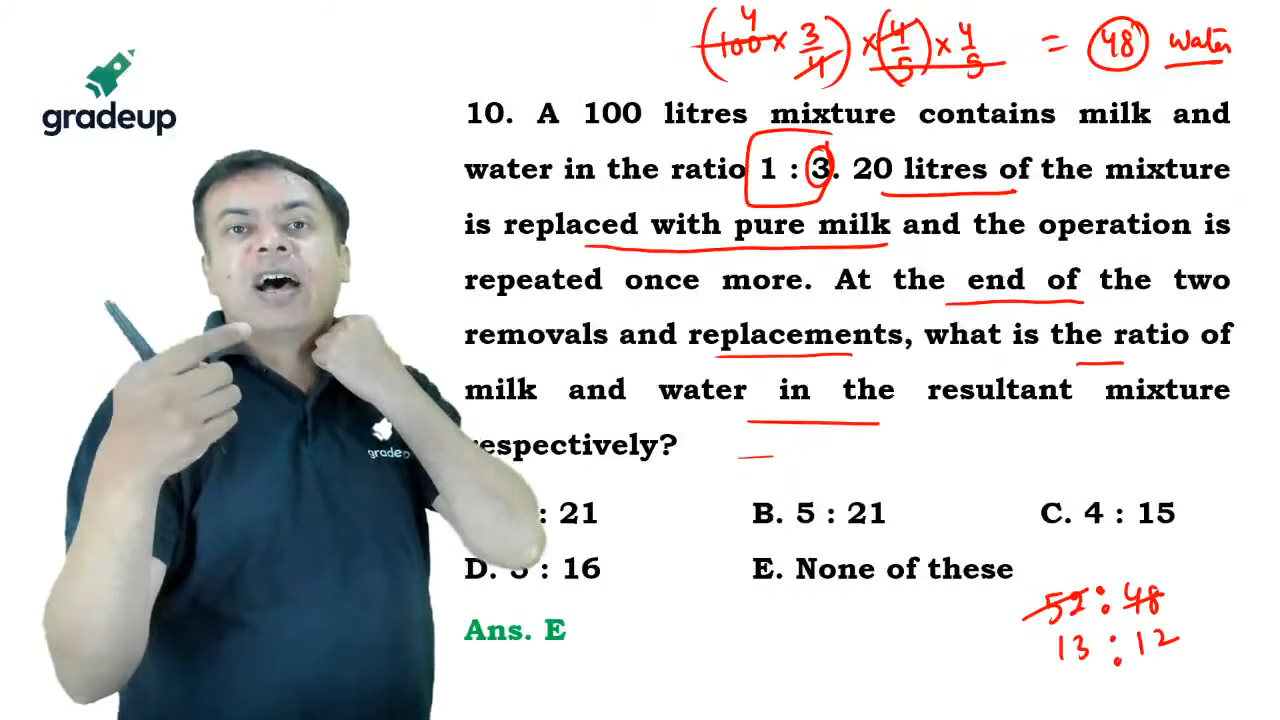 (100 4 × 3/4) × (4/5) × 4/5 = 48 water
gradeup
10. A 100 litres mixture contains milk and
water in the ratio 1 : 3. 20 litres of the mixture
is replaced with pure milk and the operation is
repeated once more. At the end of the two
removals and replacements, what is the ratio of
milk and water in the resultant mixture
respectively?
gradeup
: 21 B. 5 : 21 C. 4 : 15
D. : 16 E. None of these
52 : 48
Ans. E
13 : 12